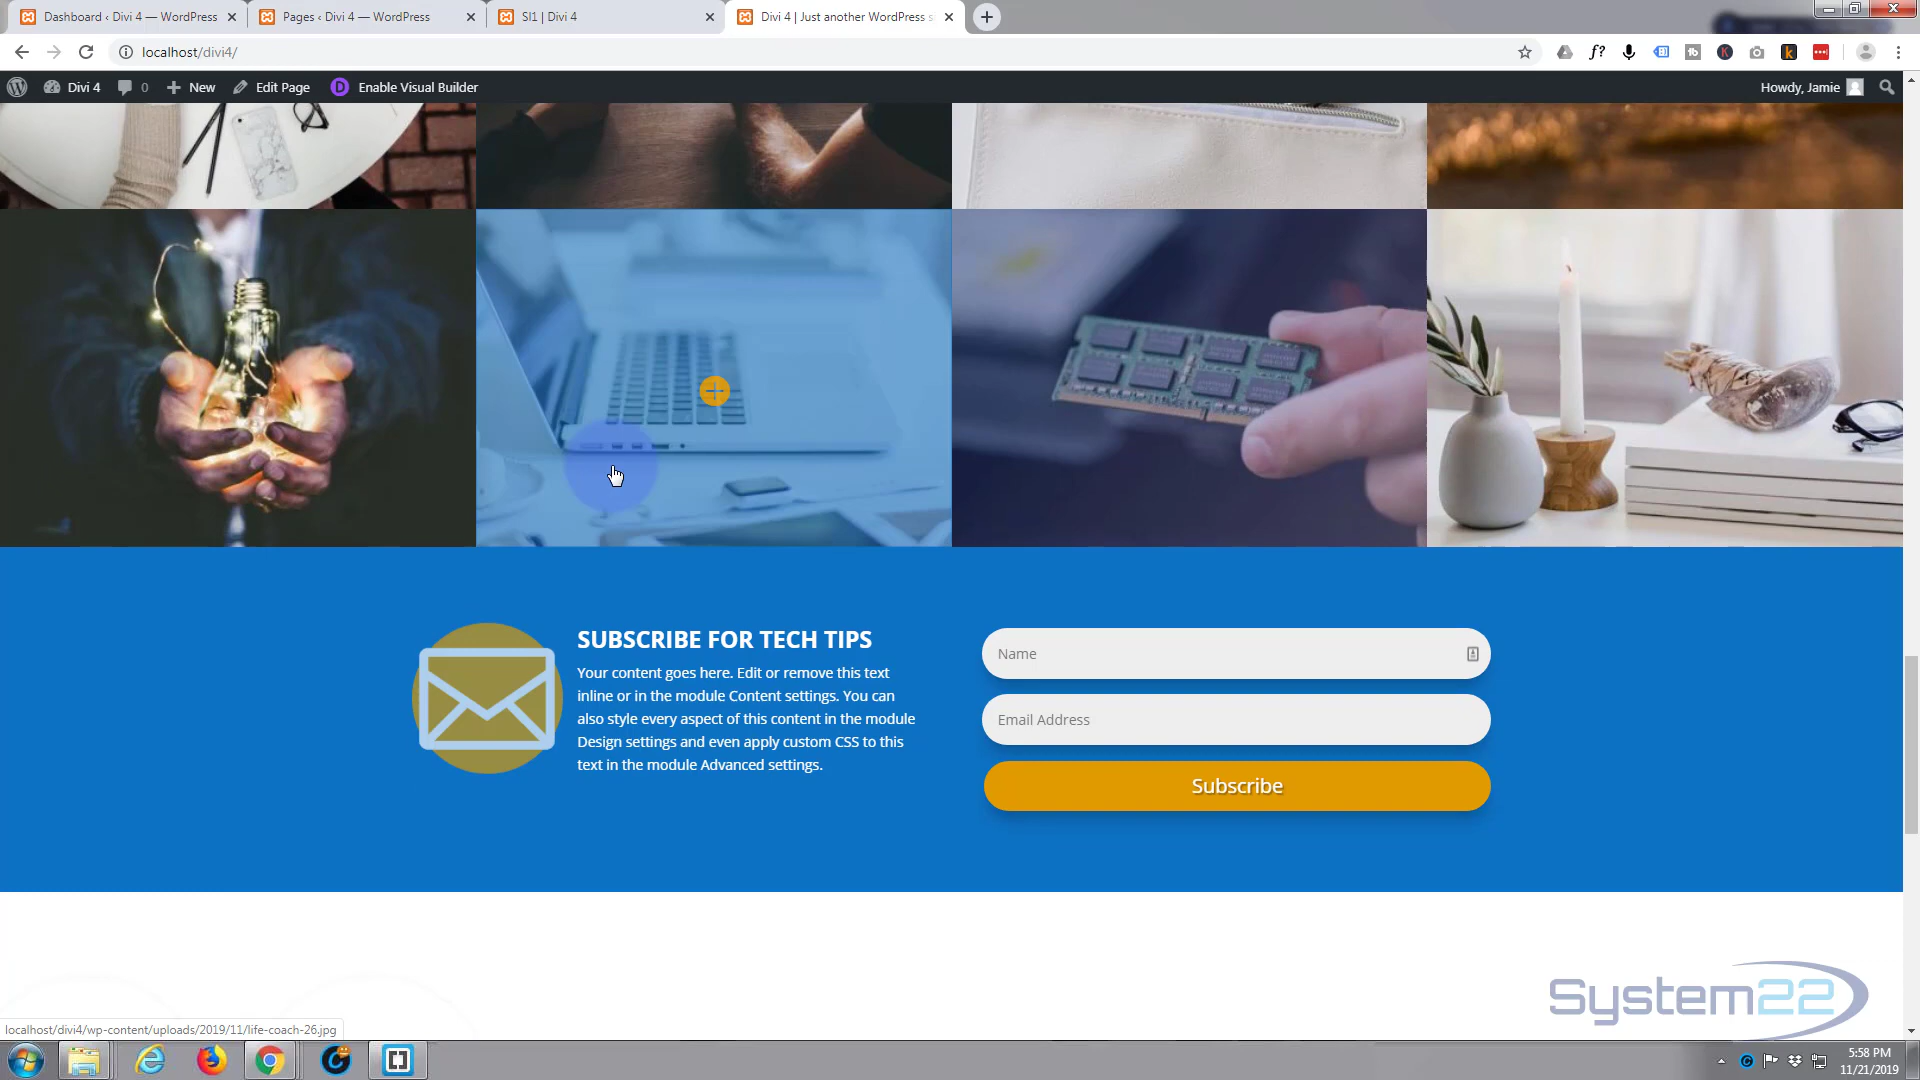 Dashboard ‹ Divi 4 — WordPress
Pages ‹ Divi 4 — WordPress
SI1 | Divi 4
Divi 4 | Just another WordPress s
localhost/divi4/
Divi 4
0
New
Edit Page
Enable Visual Builder
Howdy, Jamie
SUBSCRIBE FOR TECH TIPS
Your content goes here. Edit or remove this text
inline or in the module Content settings. You can
also style every aspect of this content in the module
Design settings and even apply custom CSS to this
text in the module Advanced settings.
Name
Email Address
Subscribe
System22
localhost/divi4/wp-content/uploads/2019/11/life-coach-26.jpg
5:58 PM
11/21/2019